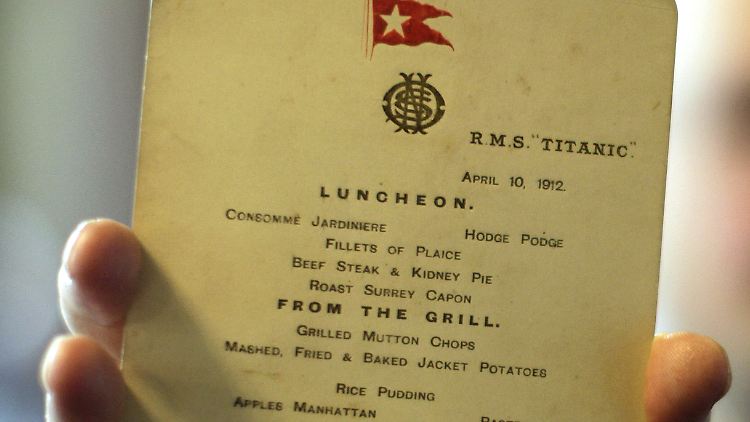 R.M.S. "TITANIC".
APRIL 10, 1912.
LUNCHEON.
CONSOMMÉ JARDINIERE HODGE PODGE
FILLETS OF PLAICE
BEEF STEAK & KIDNEY PIE
ROAST SURREY CAPON
FROM THE GRILL.
GRILLED MUTTON CHOPS
MASHED, FRIED & BAKED JACKET POTATOES
RICE PUDDING
APPLES MANHATTAN